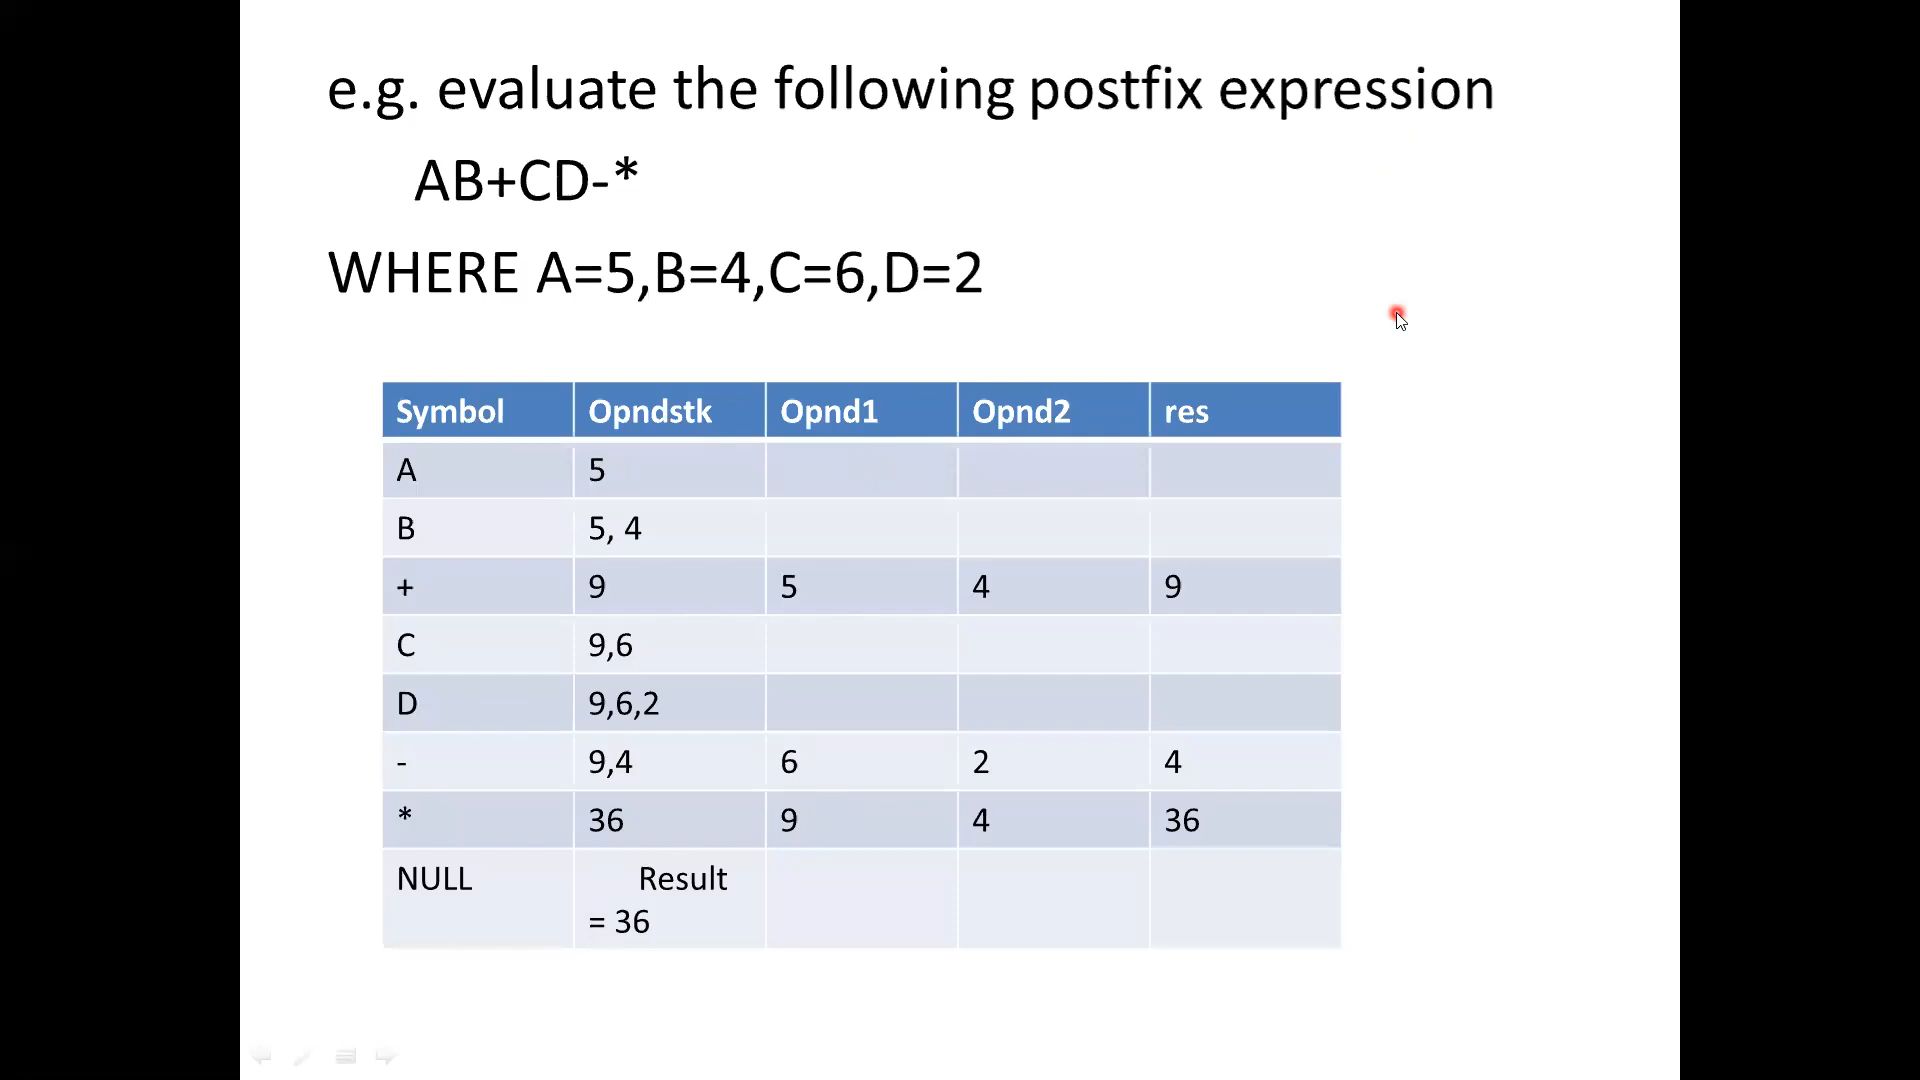 e.g. evaluate the following postfix expression
AB+CD-*
WHERE A=5,B=4,C=6,D=2
Symbol Opndstk Opnd1 Opnd2 res
A 5
B 5, 4
+ 9 5 4 9
C 9,6
D 9,6,2
- 9,4 6 2 4
* 36 9 4 36
NULL Result
= 36